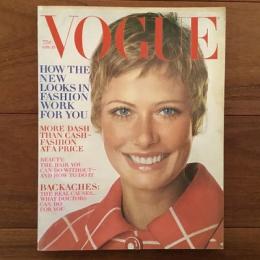 VOGUE
HOW THE
NEW
LOOKS IN
FASHION
WORK
FOR YOU
MORE DASH
THAN CASH–
FASHION
AT A PRICE
BEAUTY:
THE HAIR YOU
CAN DO WITHOUT–
AND HOW TO DO IT
BACKACHES:
THE REAL CAUSES...
WHAT DOCTORS
CAN DO
FOR YOU